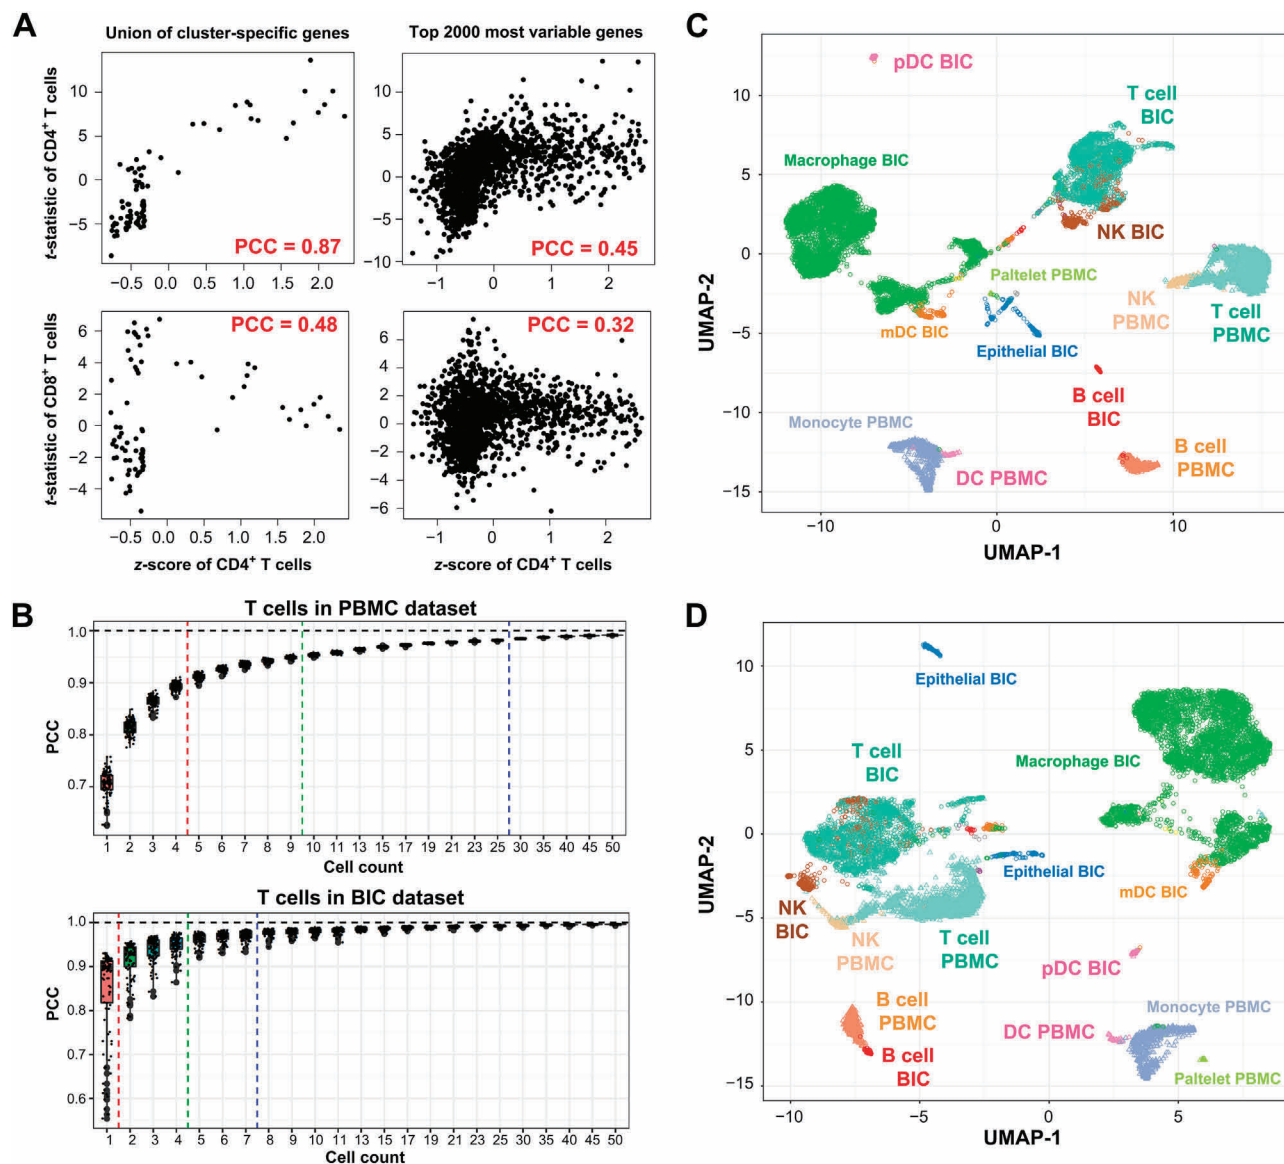 A
Union of cluster-specific genes
Top 2000 most variable genes
t-statistic of CD4+ T cells
10
5
0
−5
PCC = 0.87
−0.5 0.0 0.5 1.0 1.5 2.0
10
5
0
−5
−10
PCC = 0.45
−1 0 1 2
t-statistic of CD8+ T cells
6
4
2
0
−2
−4
PCC = 0.48
−0.5 0.0 0.5 1.0 1.5 2.0
z-score of CD4+ T cells
6
4
2
0
−2
−4
−6
PCC = 0.32
−1 0 1 2
z-score of CD4+ T cells
B
T cells in PBMC dataset
PCC
1.0
0.9
0.8
0.7
1 2 3 4 5 6 7 8 9 10 11 13 15 17 19 21 23 25 30 35 40 45 50
Cell count
T cells in BIC dataset
PCC
1.0
0.9
0.8
0.7
0.6
1 2 3 4 5 6 7 8 9 10 11 13 15 17 19 21 23 25 30 35 40 45 50
Cell count
C
UMAP-2
10
5
0
−5
−10
−15
pDC BIC
T cell
BIC
Macrophage BIC
NK BIC
Paltelet PBMC
NK
PBMC
T cell
PBMC
mDC BIC
Epithelial BIC
B cell
BIC
Monocyte PBMC
B cell
PBMC
DC PBMC
−10 0 10
UMAP-1
D
UMAP-2
10
5
0
−5
−10
−15
Epithelial BIC
T cell
BIC
Macrophage BIC
Epithelial BIC
mDC BIC
NK
BIC
NK
PBMC
T cell
PBMC
pDC BIC
B cell
PBMC
Monocyte PBMC
DC PBMC
B cell
BIC
Paltelet PBMC
−10 −5 0 5
UMAP-1